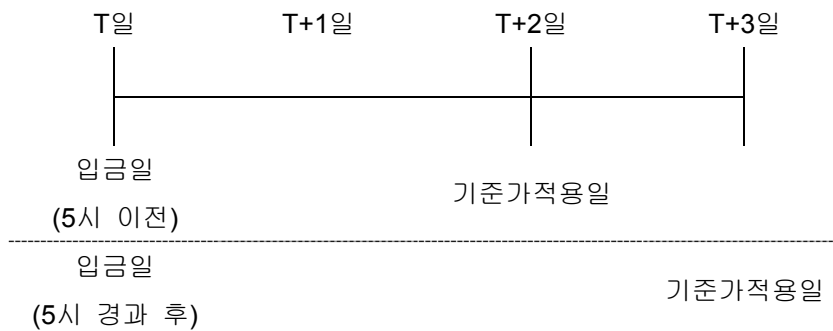 T일 T+1일 T+2일 T+3일
입금일
(5시 이전)
기준가적용일
입금일
(5시 경과 후)
기준가적용일